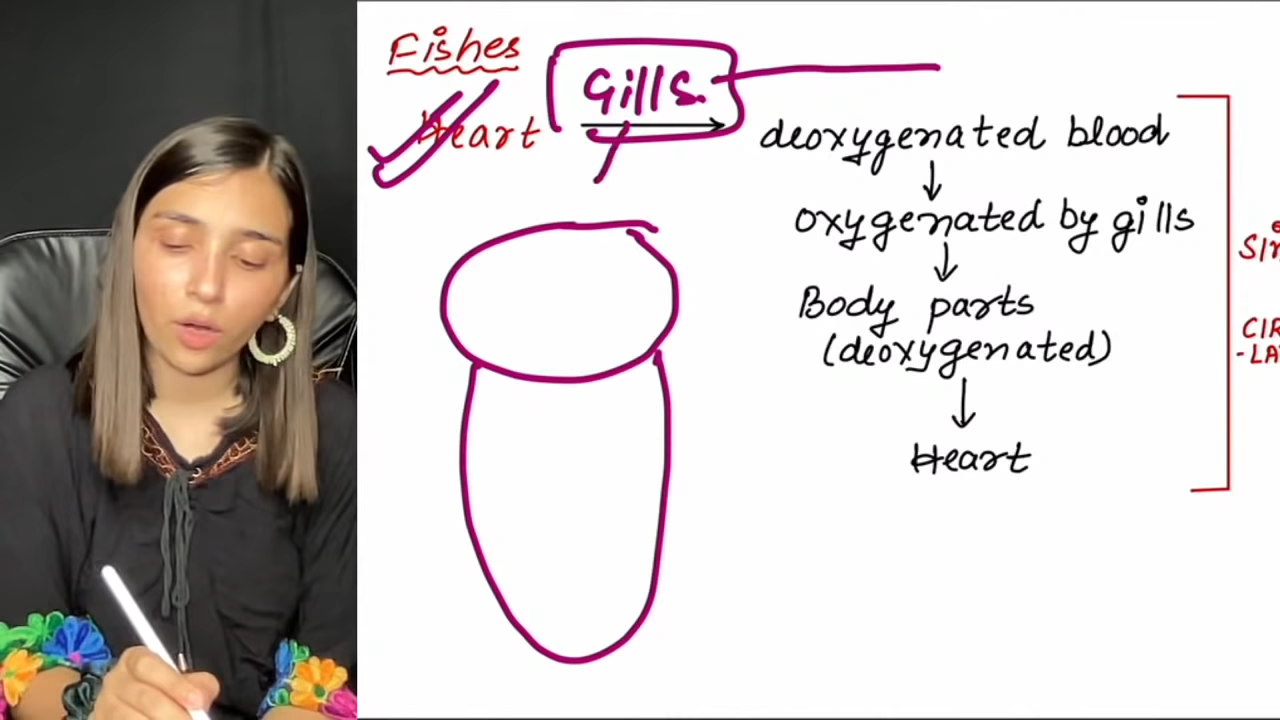 Fishes
Gills.
Heart
deoxygenated blood
oxygenated by gills
Body parts
(deoxygenated)
Heart